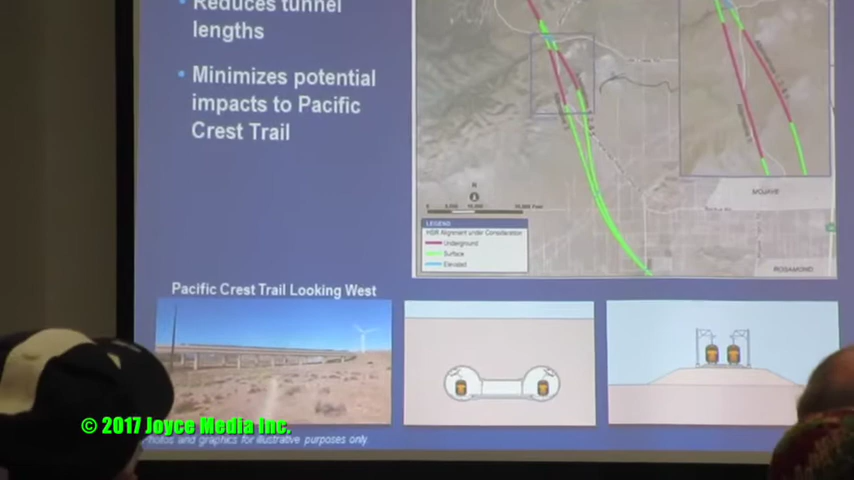 Reduces tunnel
lengths
Minimizes potential
impacts to Pacific
Crest Trail
N
MOJAVE
LEGEND
HSR Alignment under Consideration
Underground
Surface
Elevated
ROSAMOND
Pacific Crest Trail Looking West
© 2017 Joyce Media Inc.
Photos and graphics for illustrative purposes only.